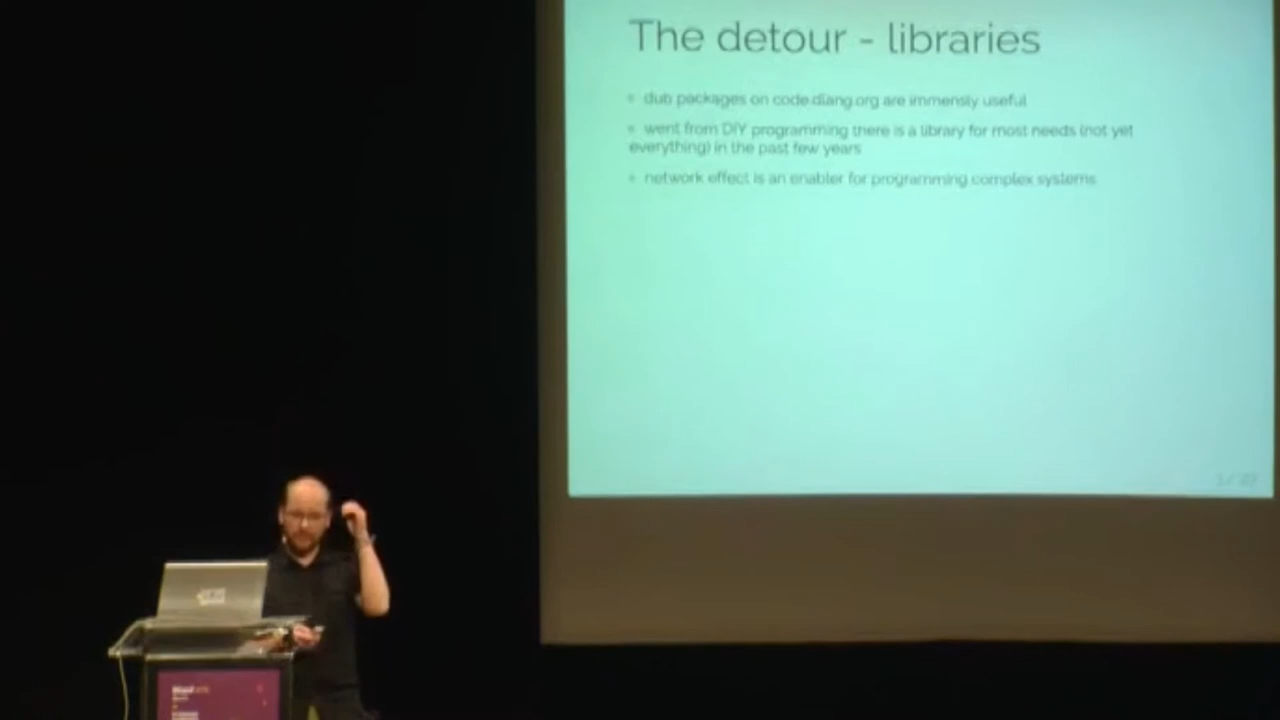 The detour - libraries
dub packages on code.dlang.org are immensly useful
went from DIY programming there is a library for most needs (not yet
everything) in the past few years
network effect is an enabler for programming complex systems